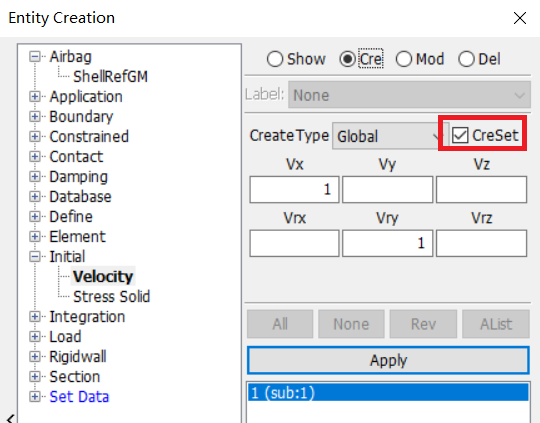 Entity Creation
Airbag
ShellRefGM
Application
Boundary
Constrained
Contact
Damping
Database
Define
Element
Initial
Velocity
Stress Solid
Integration
Load
Rigidwall
Section
Set Data
Show Cre Mod Del
Label: None
CreateType Global CreSet
Vx Vy Vz
1
Vrx Vry Vrz
1
All None Rev AList
Apply
1 (sub:1)